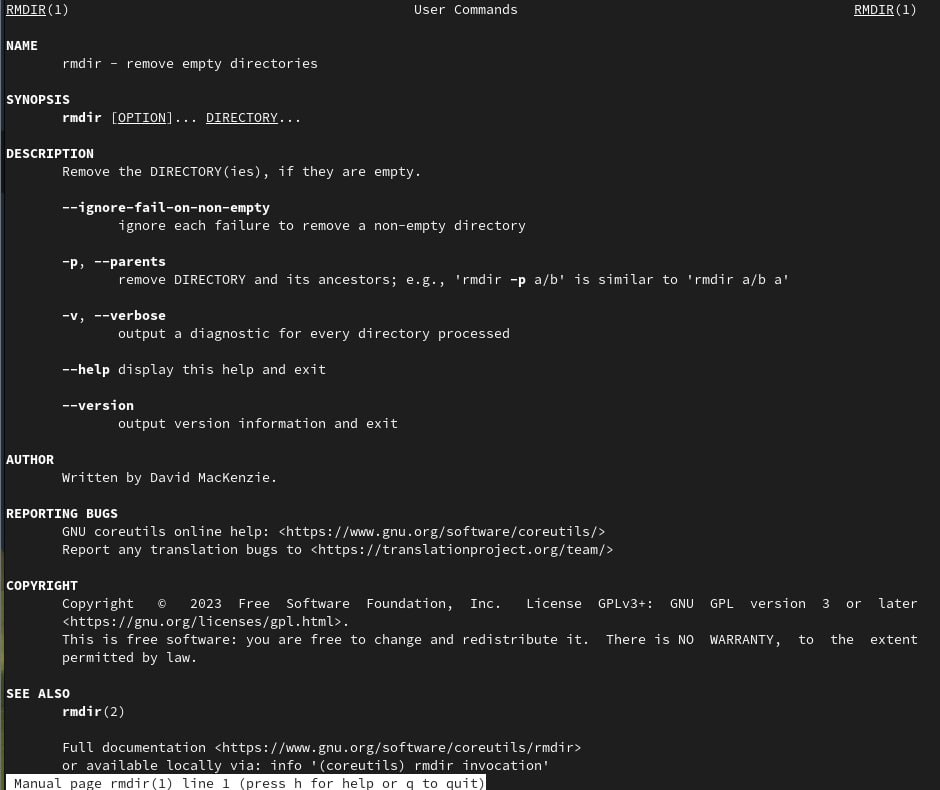 RMDIR(1) User Commands RMDIR(1)
NAME
rmdir - remove empty directories
SYNOPSIS
rmdir [OPTION]... DIRECTORY...
DESCRIPTION
Remove the DIRECTORY(ies), if they are empty.
--ignore-fail-on-non-empty
ignore each failure to remove a non-empty directory
-p, --parents
remove DIRECTORY and its ancestors; e.g., 'rmdir -p a/b' is similar to 'rmdir a/b a'
-v, --verbose
output a diagnostic for every directory processed
--help display this help and exit
--version
output version information and exit
AUTHOR
Written by David MacKenzie.
REPORTING BUGS
GNU coreutils online help: <https://www.gnu.org/software/coreutils/>
Report any translation bugs to <https://translationproject.org/team/>
COPYRIGHT
Copyright © 2023 Free Software Foundation, Inc. License GPLv3+: GNU GPL version 3 or later
<https://gnu.org/licenses/gpl.html>.
This is free software: you are free to change and redistribute it. There is NO WARRANTY, to the extent
permitted by law.
SEE ALSO
rmdir(2)
Full documentation <https://www.gnu.org/software/coreutils/rmdir>
or available locally via: info '(coreutils) rmdir invocation'
Manual page rmdir(1) line 1 (press h for help or q to quit)